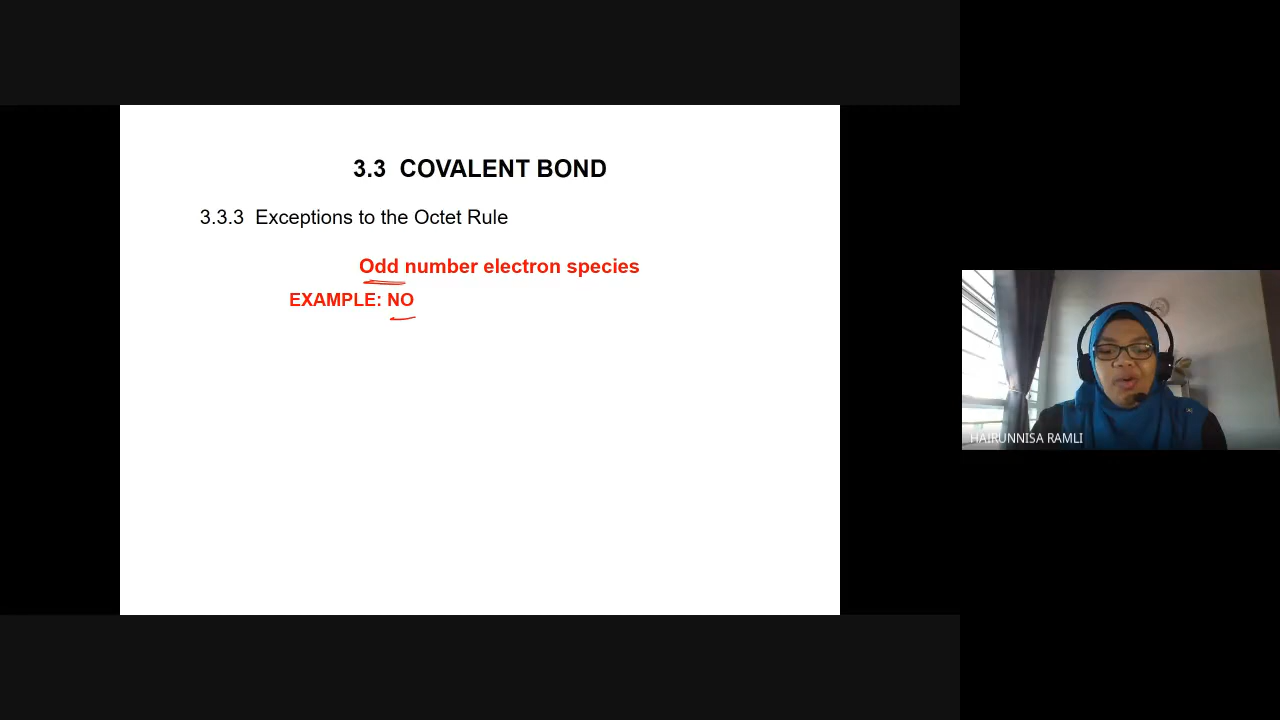 3.3 COVALENT BOND
3.3.3 Exceptions to the Octet Rule
Odd number electron species
EXAMPLE: NO
HAIRUNNISA RAMLI